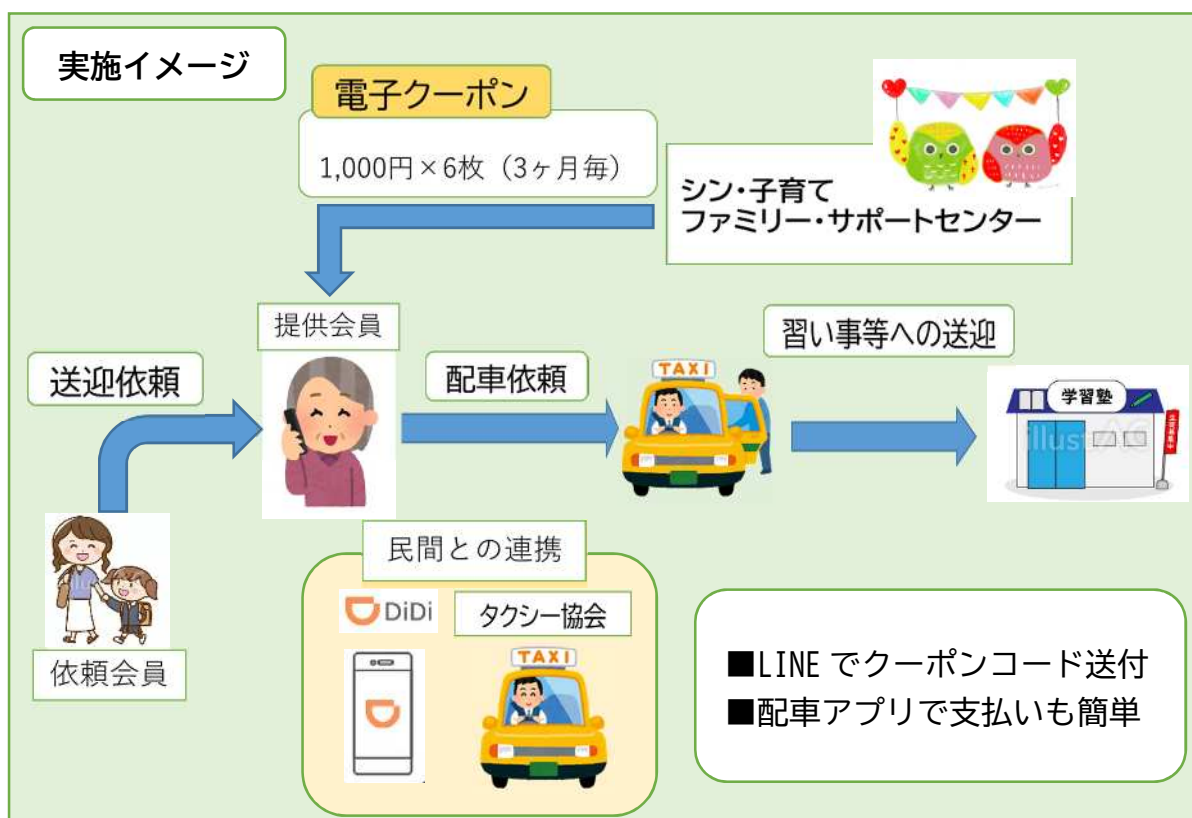 実施イメージ
電子クーポン
1,000円×6枚（3ヶ月毎）
シン・子育て
ファミリー・サポートセンター
提供会員
送迎依頼
配車依頼
TAXI
習い事等への送迎
学習塾
依頼会員
民間との連携
DiDi
タクシー協会
TAXI
■LINEでクーポンコード送付
■配車アプリで支払いも簡単